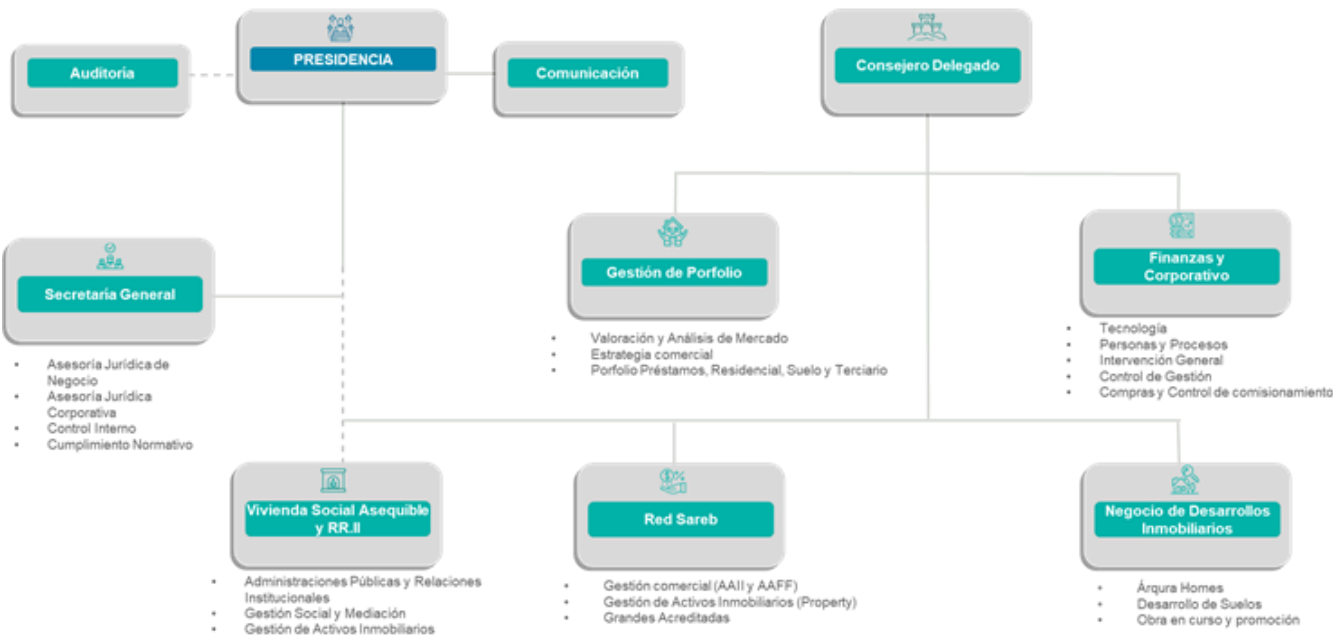 PRESIDENCIA
Auditoría
Comunicación
Consejero Delegado
Secretaría General
• Asesoría Jurídica de
Negocio
• Asesoría Jurídica
Corporativa
• Control Interno
• Cumplimiento Normativo
Gestión de Porfolio
• Valoración y Análisis de Mercado
• Estrategia comercial
• Porfolio Préstamos, Residencial, Suelo y Terciario
Finanzas y
Corporativo
• Tecnología
• Personas y Procesos
• Intervención General
• Control de Gestión
• Compras y Control de comisionamiento
Vivienda Social Asequible
y RR.II
• Administraciones Públicas y Relaciones
Institucionales
• Gestión Social y Mediación
• Gestión de Activos Inmobiliarios
Red Sareb
• Gestión comercial (AAII y AAFF)
• Gestión de Activos Inmobiliarios (Property)
• Grandes Acreditadas
Negocio de Desarrollos
Inmobiliarios
• Árqura Homes
• Desarrollo de Suelos
• Obra en curso y promoción